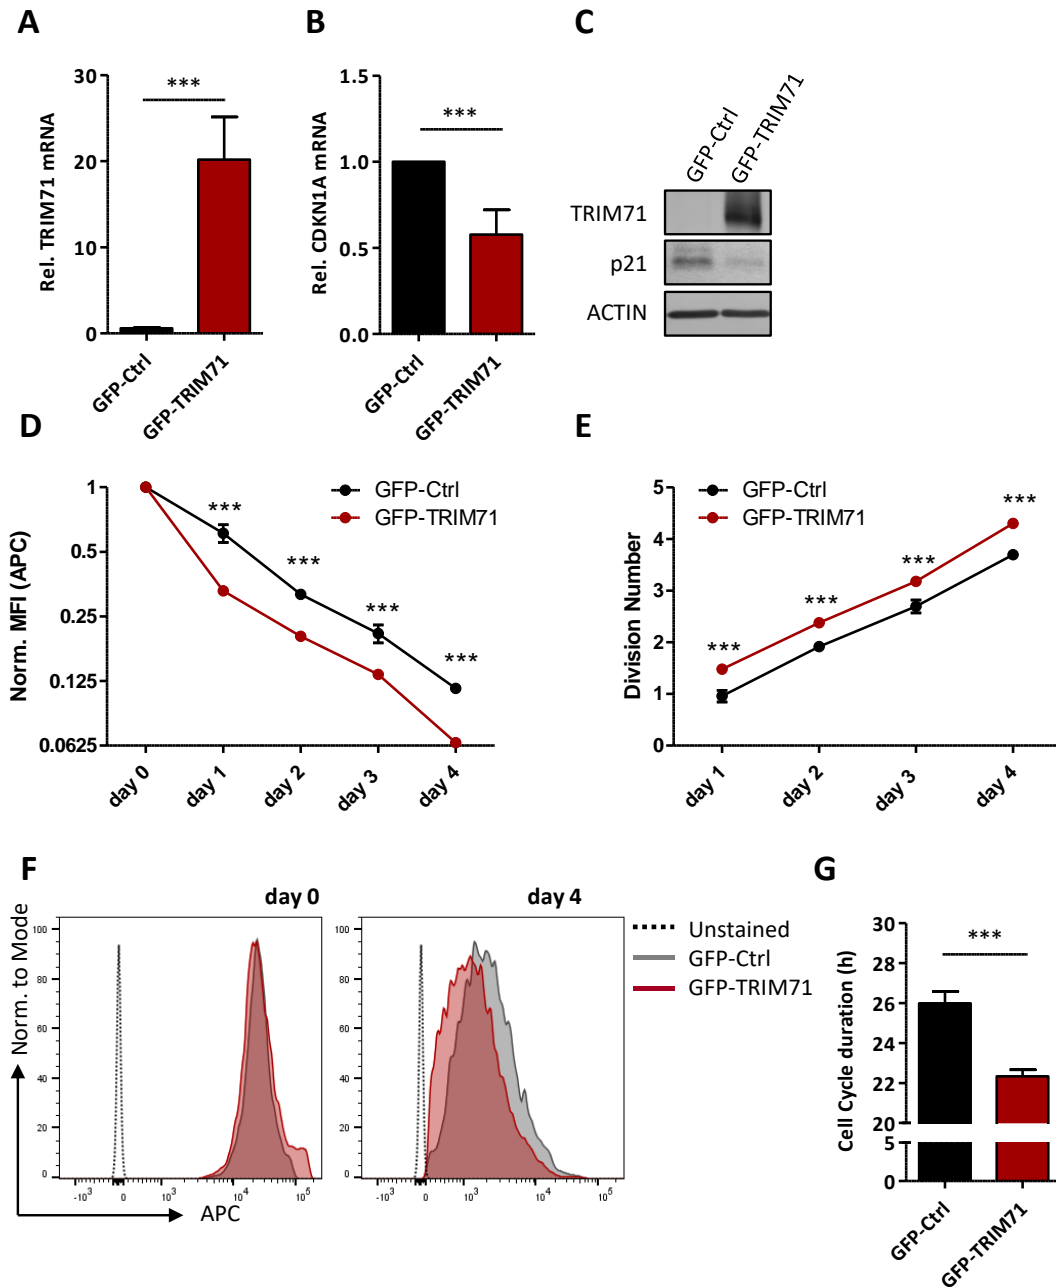 A
30
20
10
0
Rel. TRIM71 mRNA
***
GFP-Ctrl
GFP-TRIM71
B
1.5
1.0
0.5
0.0
Rel. CDKN1A mRNA
***
GFP-Ctrl
GFP-TRIM71
C
GFP-Ctrl
GFP-TRIM71
TRIM71
p21
ACTIN
D
1
0.5
0.25
0.125
0.0625
Norm. MFI (APC)
GFP-Ctrl
GFP-TRIM71
***
***
***
***
day 0
day 1
day 2
day 3
day 4
E
5
4
3
2
1
0
Division Number
GFP-Ctrl
GFP-TRIM71
***
***
***
***
day 1
day 2
day 3
day 4
F
day 0
day 4
Norm. to Mode
100
80
60
40
20
0
-10³ 0 10³ 10⁴ 10⁵
100
80
60
40
20
0
-10³ 0 10³ 10⁴ 10⁵
APC
Unstained
GFP-Ctrl
GFP-TRIM71
G
30
28
26
24
22
20
5
0
Cell Cycle duration (h)
***
GFP-Ctrl
GFP-TRIM71